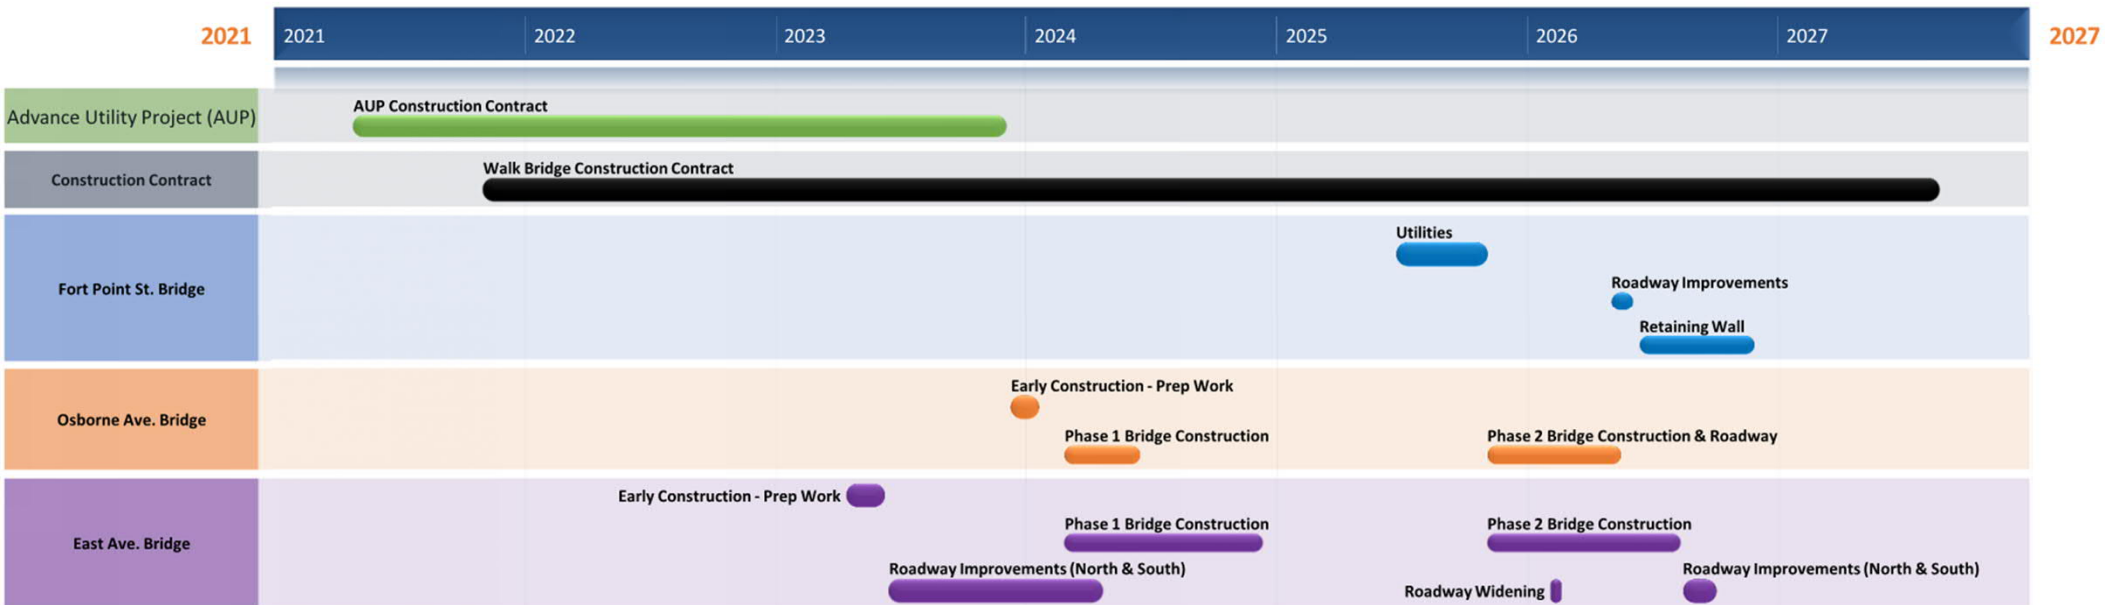 2021 2021 2022 2023 2024 2025 2026 2027 2027
Advance Utility Project (AUP)
AUP Construction Contract
Construction Contract
Walk Bridge Construction Contract
Fort Point St. Bridge
Utilities
Roadway Improvements
Retaining Wall
Osborne Ave. Bridge
Early Construction - Prep Work
Phase 1 Bridge Construction
Phase 2 Bridge Construction & Roadway
East Ave. Bridge
Early Construction - Prep Work
Phase 1 Bridge Construction
Phase 2 Bridge Construction
Roadway Improvements (North & South)
Roadway Widening
Roadway Improvements (North & South)